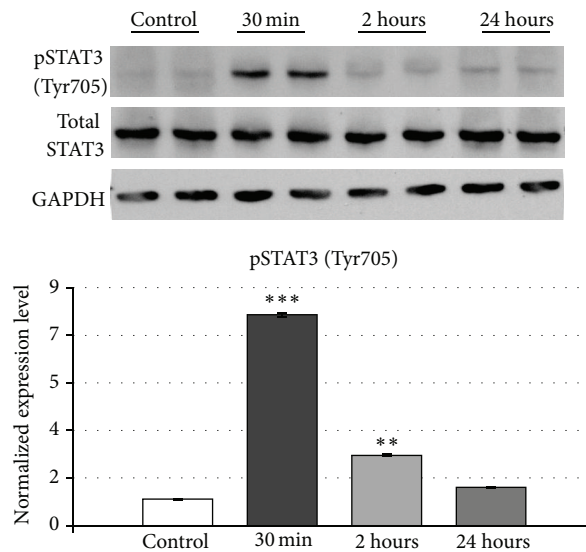 Control 30 min 2 hours 24 hours
pSTAT3
(Tyr705)
Total
STAT3
GAPDH
pSTAT3 (Tyr705)
Normalized expression level
9
7
5
4
2
0
***
**
Control 30 min 2 hours 24 hours